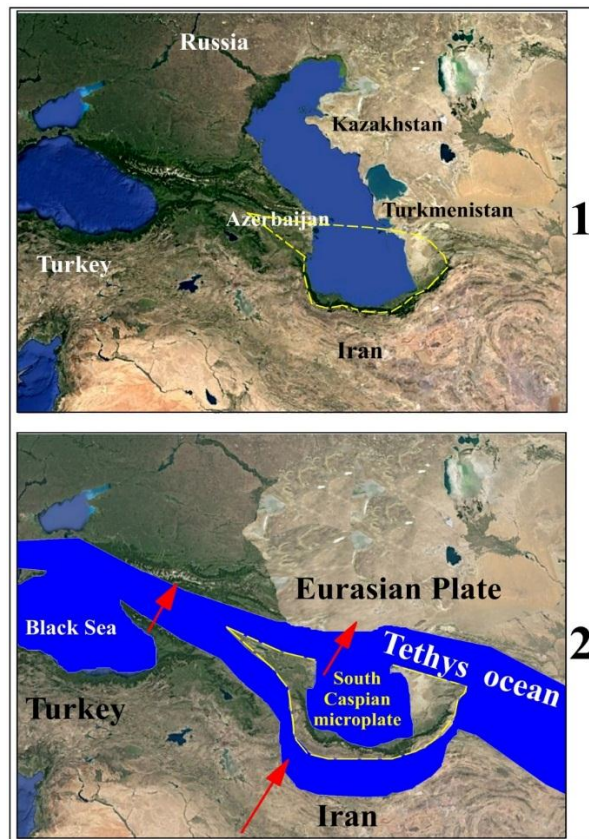 Russia
Kazakhstan
Azerbaijan
Turkmenistan
Turkey
Iran
1
Eurasian Plate
Black Sea
Tethys ocean
South
Caspian
microplate
Turkey
Iran
2